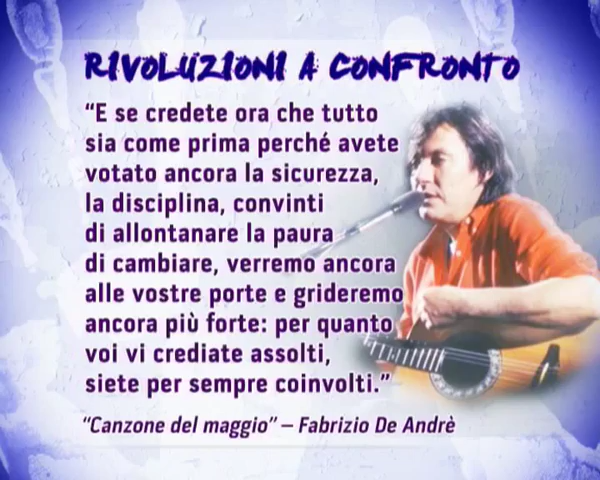 RIVOLUZIONI A CONFRONTO
“E se credete ora che tutto
sia come prima perché avete
votato ancora la sicurezza,
la disciplina, convinti
di allontanare la paura
di cambiare, verremo ancora
alle vostre porte e grideremo
ancora più forte: per quanto
voi vi crediate assolti,
siete per sempre coinvolti.”
“Canzone del maggio” – Fabrizio De Andrè